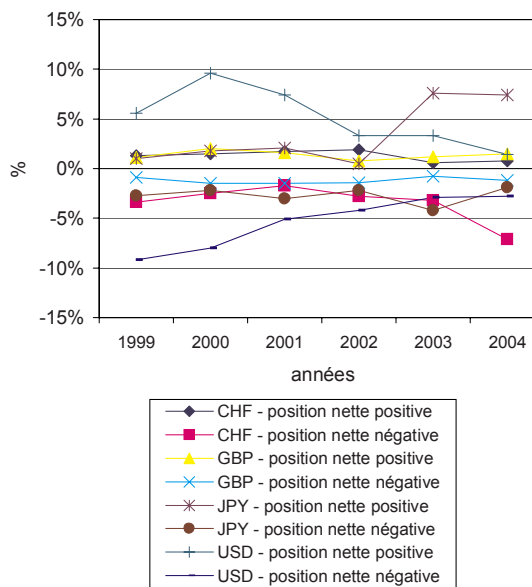 15%
10%
5%
0%
-5%
-10%
-15%
%
1999 2000 2001 2002 2003 2004
années
CHF - position nette positive
CHF - position nette négative
GBP - position nette positive
GBP - position nette négative
JPY - position nette positive
JPY - position nette négative
USD - position nette positive
USD - position nette négative